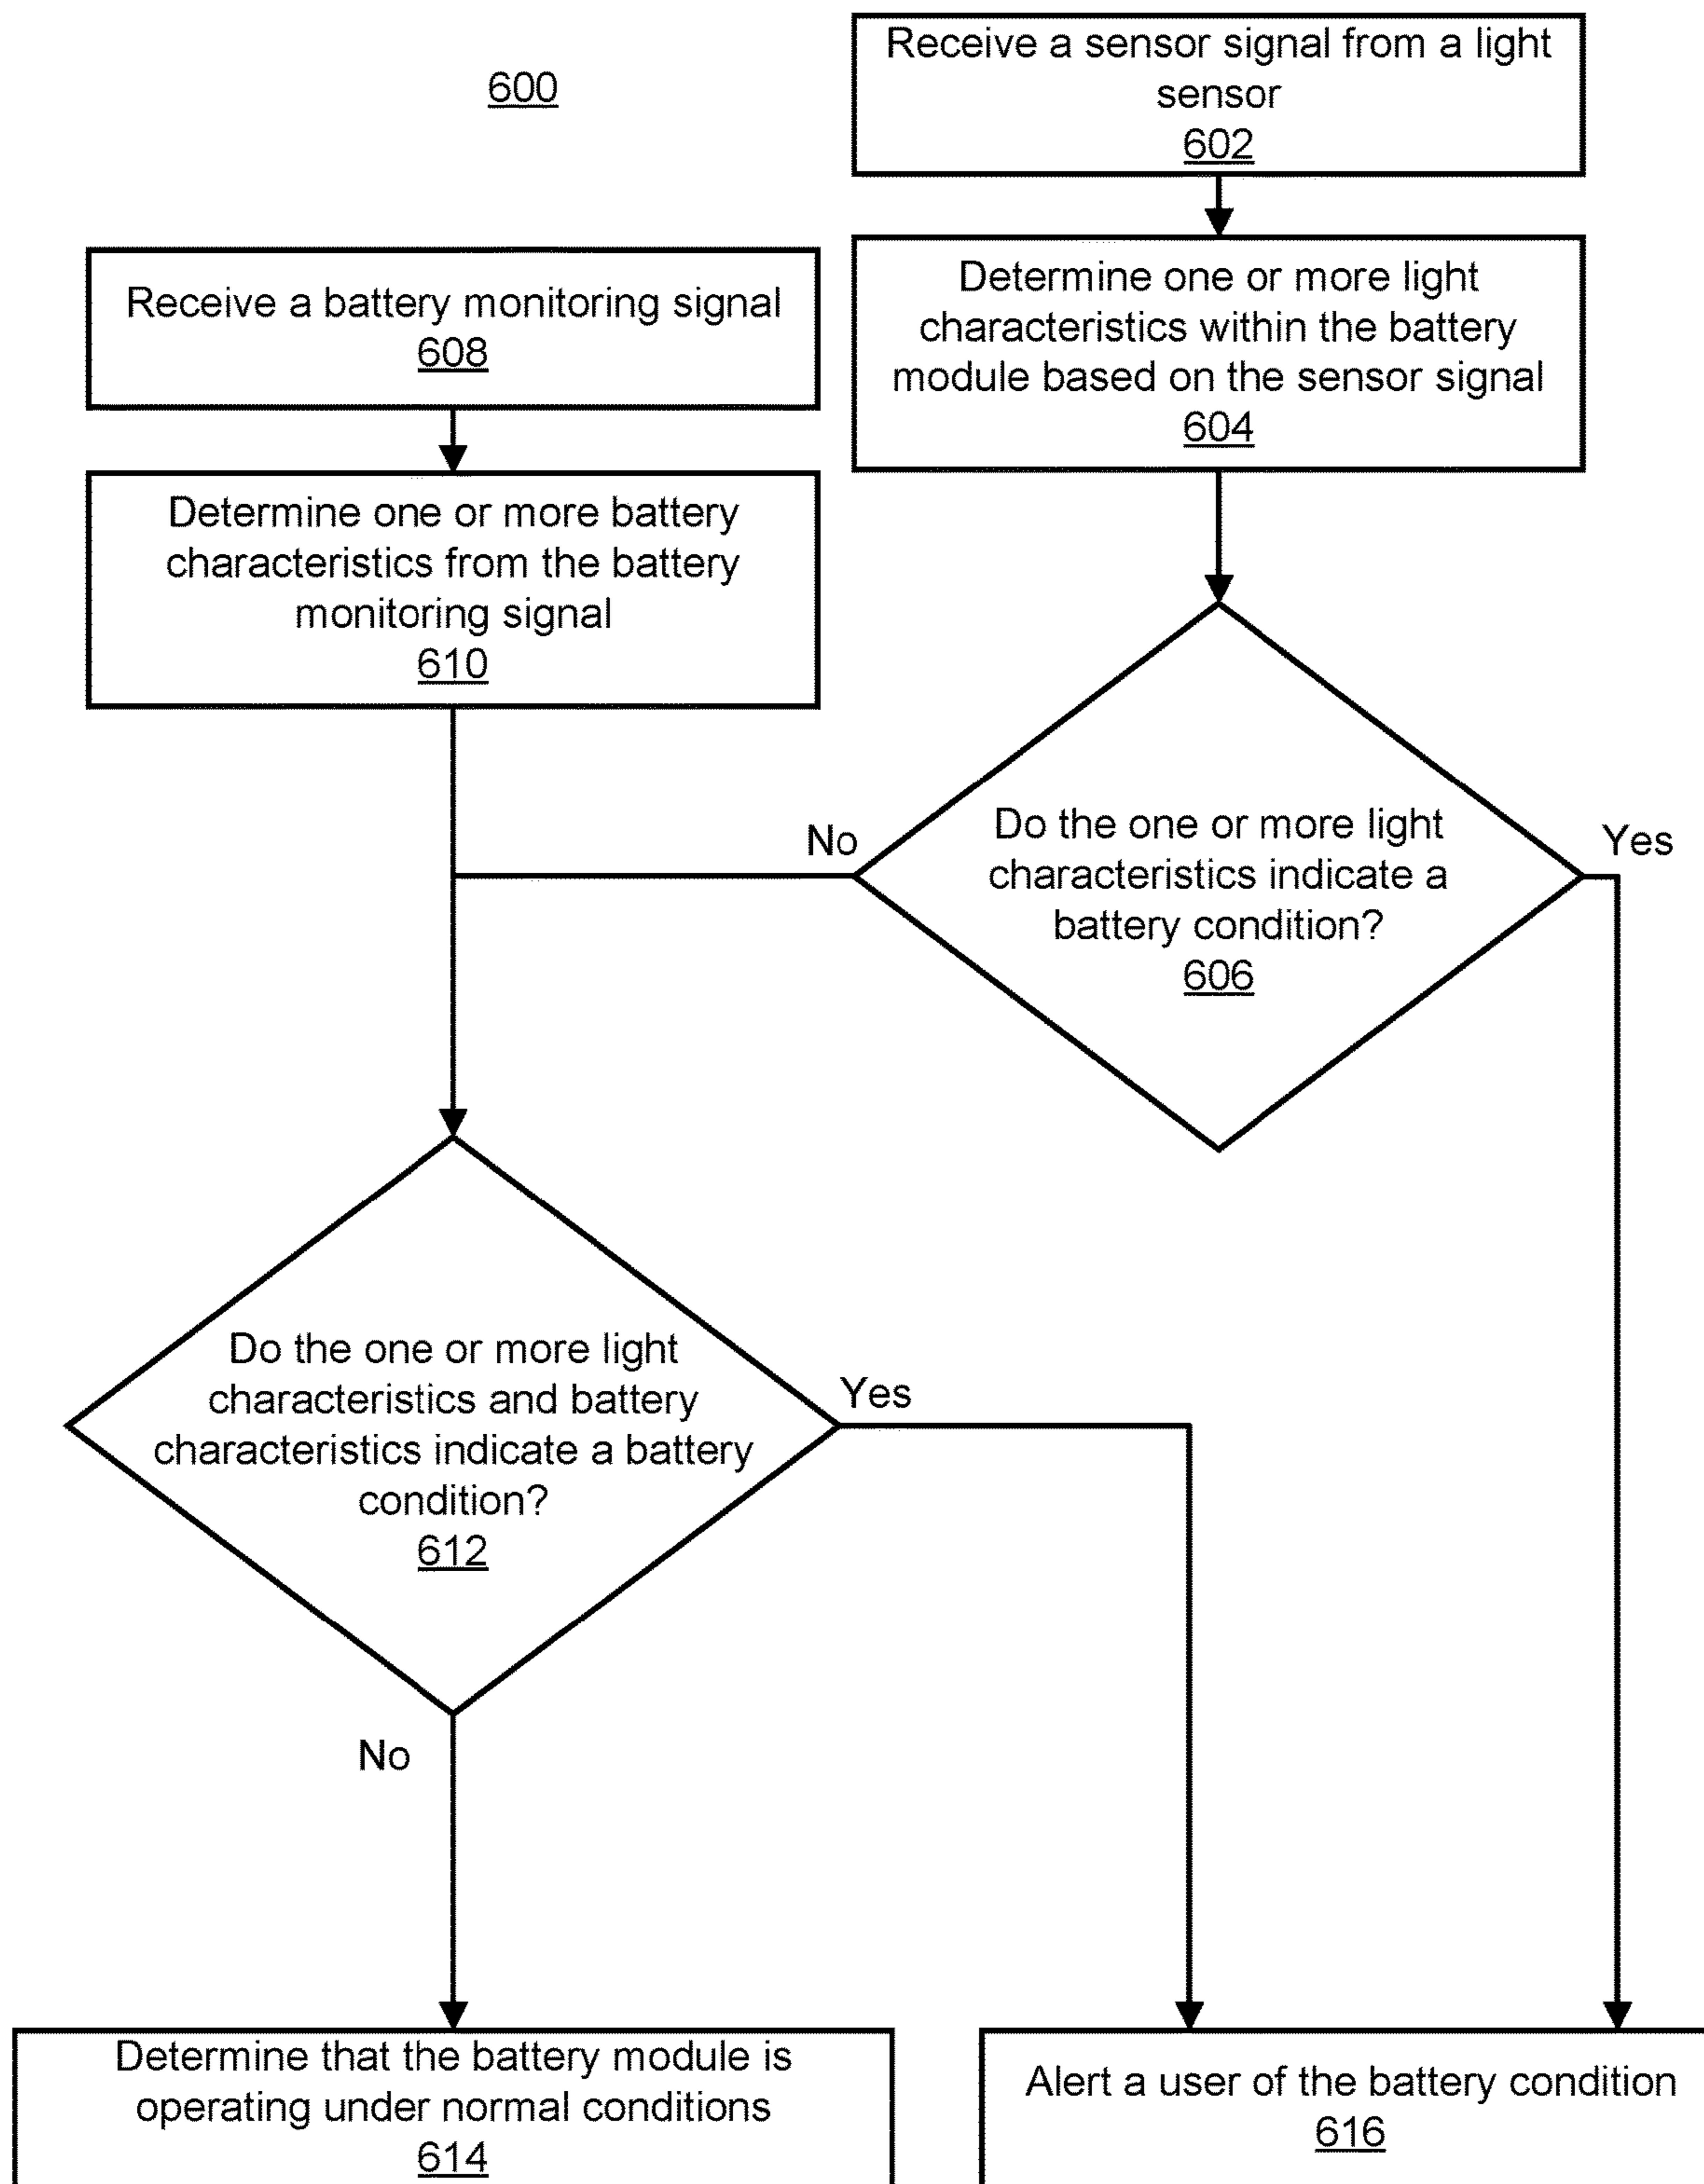 600
Receive a sensor signal from a light
sensor
602
Receive a battery monitoring signal
608
Determine one or more light
characteristics within the battery
module based on the sensor signal
604
Determine one or more battery
characteristics from the battery
monitoring signal
610
No
Do the one or more light
characteristics indicate a
battery condition?
606
Yes
Do the one or more light
characteristics and battery
characteristics indicate a battery
condition?
612
Yes
No
Determine that the battery module is
operating under normal conditions
614
Alert a user of the battery condition
616